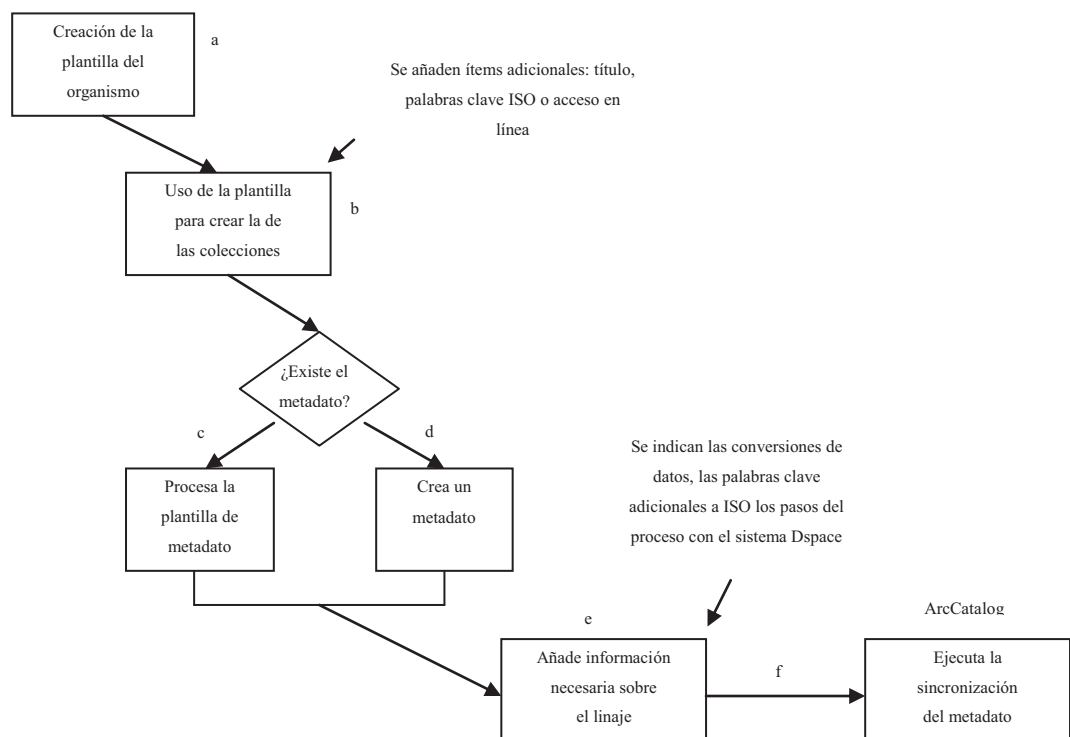 Creación de la
plantilla del
organismo
a
Se añaden ítems adicionales: título,
palabras clave ISO o acceso en
línea
Uso de la plantilla
para crear la de
las colecciones
b
¿Existe el
metadato?
c
d
Procesa la
plantilla de
metadato
Crea un
metadato
Se indican las conversiones de
datos, las palabras clave
adicionales a ISO los pasos del
proceso con el sistema Dspace
e
Añade información
necesaria sobre
el linaje
f
ArcCatalog
Ejecuta la
sincronización
del metadato